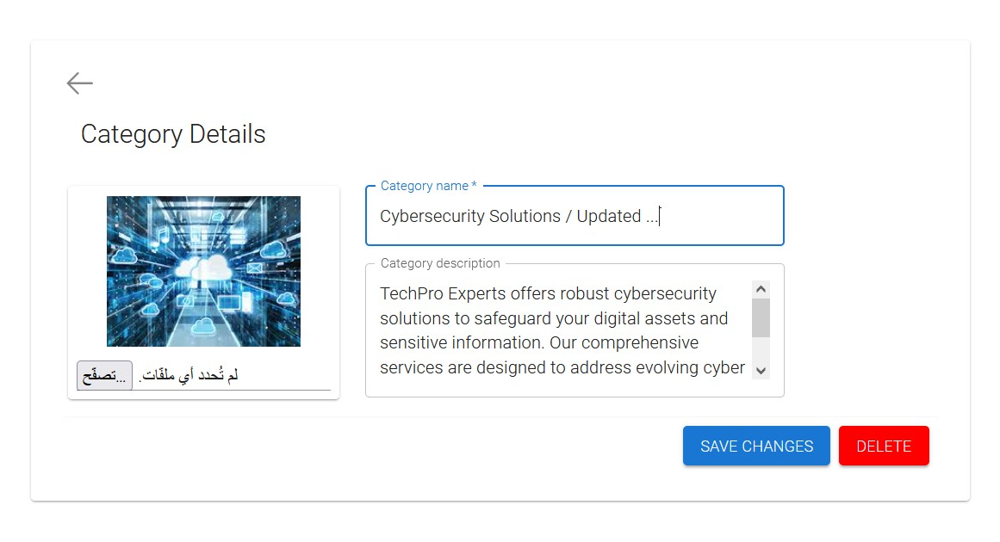 Category Details
Category name *
Cybersecurity Solutions / Updated ...
Category description
TechPro Experts offers robust cybersecurity
solutions to safeguard your digital assets and
sensitive information. Our comprehensive
services are designed to address evolving cyber
تصفّح... لم تُحدد أي ملفّات.
SAVE CHANGES DELETE